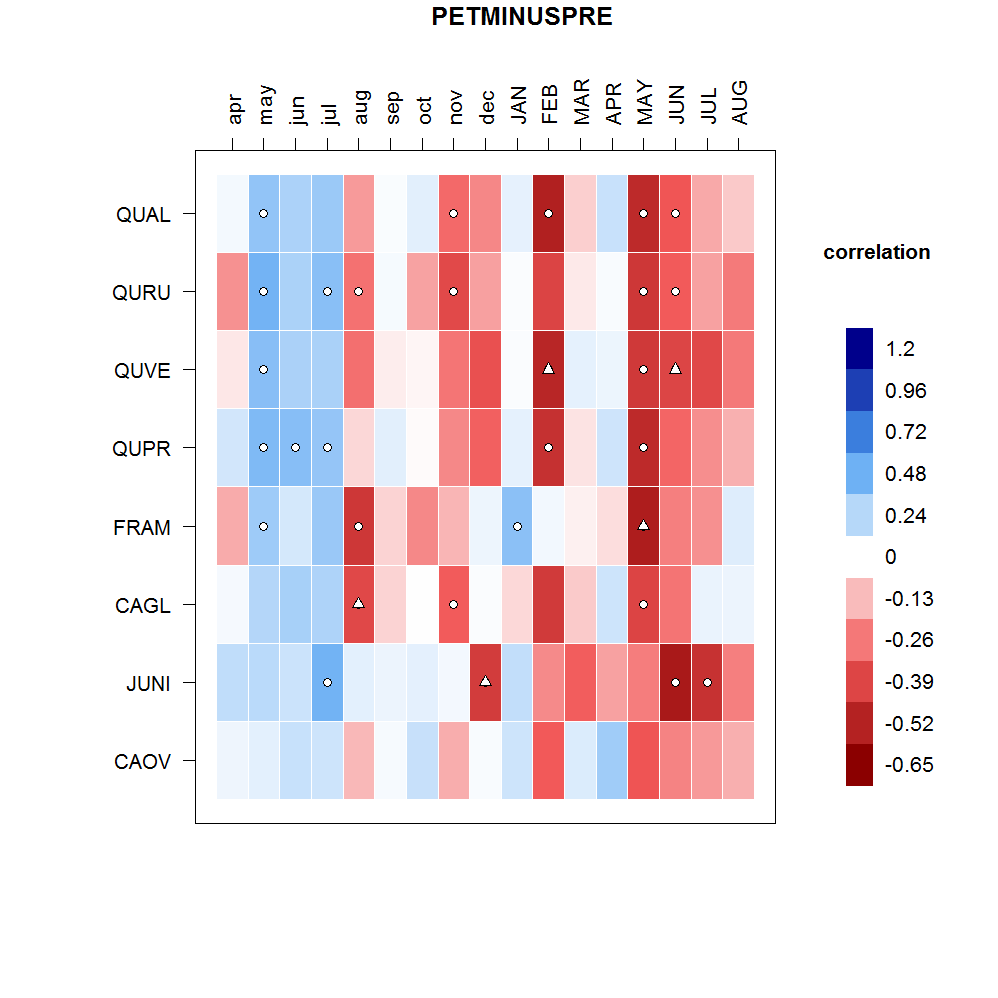 PETMINUSPRE
apr may jun jul aug sep oct nov dec JAN FEB MAR APR MAY JUN JUL AUG
QUAL
QURU
QUVE
QUPR
FRAM
CAGL
JUNI
CAOV
correlation
1.2
0.96
0.72
0.48
0.24
0
-0.13
-0.26
-0.39
-0.52
-0.65